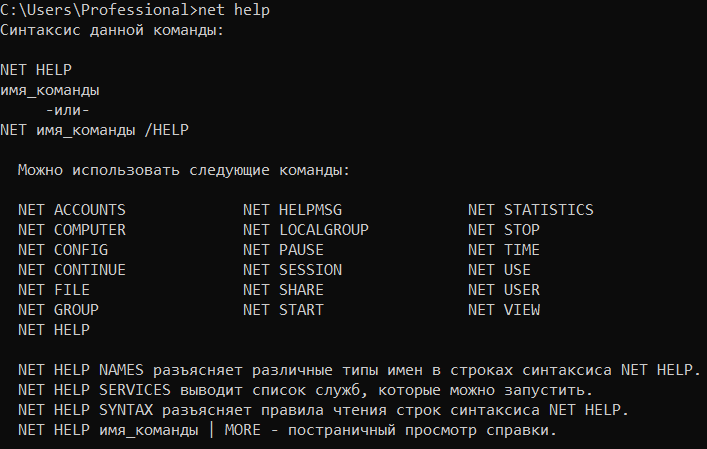 C:\Users\Professional>net help
Синтаксис данной команды:
NET HELP
имя_команды
-или-
NET имя_команды /HELP
Можно использовать следующие команды:
NET ACCOUNTS NET HELPMSG NET STATISTICS
NET COMPUTER NET LOCALGROUP NET STOP
NET CONFIG NET PAUSE NET TIME
NET CONTINUE NET SESSION NET USE
NET FILE NET SHARE NET USER
NET GROUP NET START NET VIEW
NET HELP
NET HELP NAMES разъясняет различные типы имен в строках синтаксиса NET HELP.
NET HELP SERVICES выводит список служб, которые можно запустить.
NET HELP SYNTAX разъясняет правила чтения строк синтаксиса NET HELP.
NET HELP имя_команды | MORE - постраничный просмотр справки.